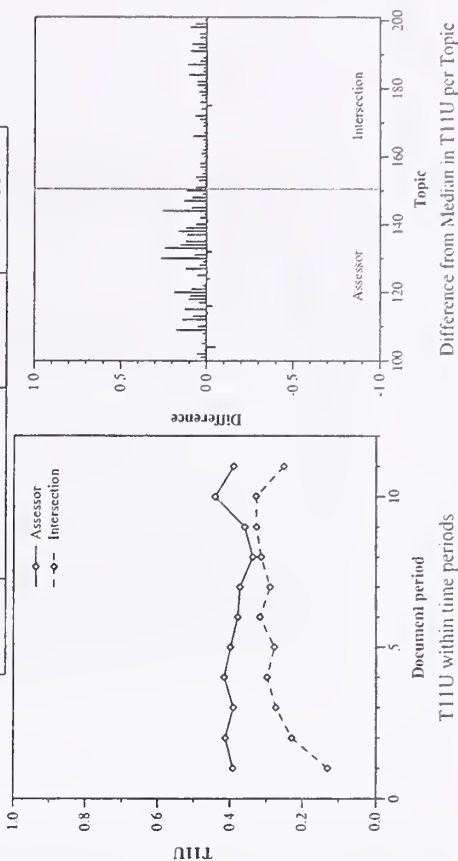 T11U
1.0
0.8
0.6
0.4
0.2
0.0
0
5
10
Document period
Assessor
Intersection
T11U within time periods
Difference
1.0
0.5
0.0
-0.5
-1.0
100
120
140
160
180
200
Topic
Assessor
Intersection
Difference from Median in T11U per Topic